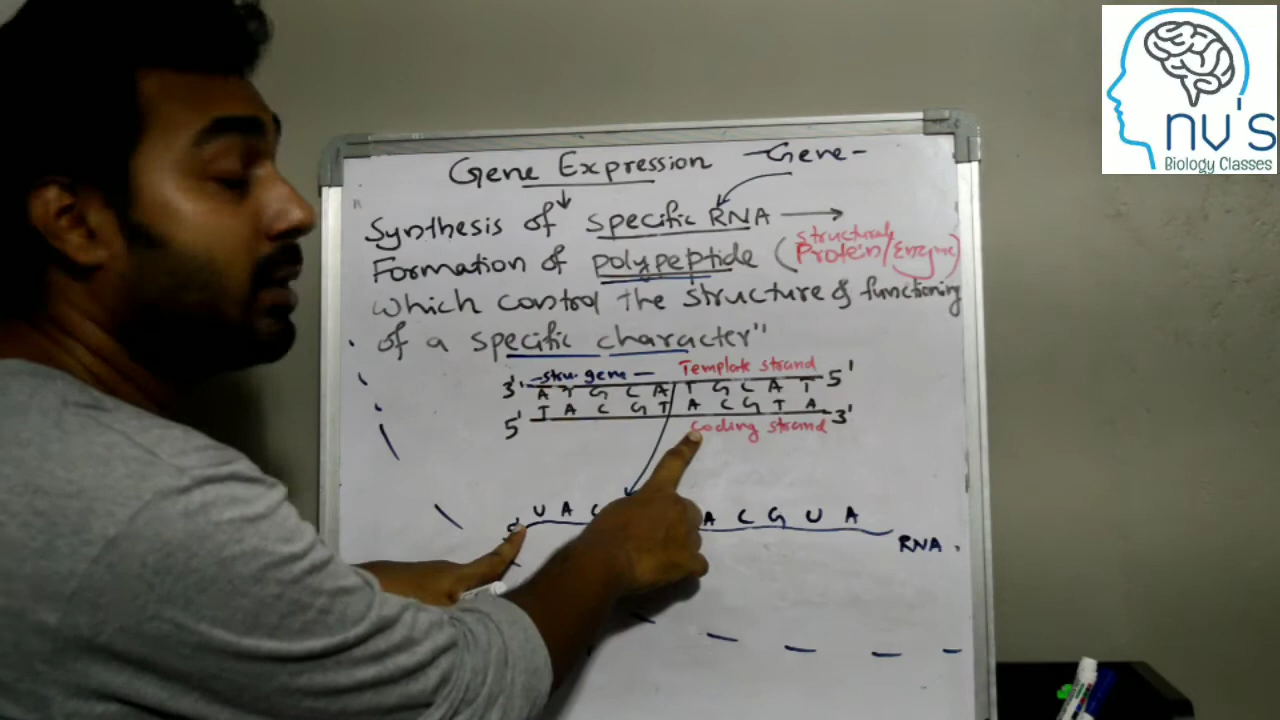 nv's
Biology Classes
Gene Expression -Gene-
Synthesis of specific RNA
Formation of polypeptide (structural Protein/Enzyme)
which control the structure & functioning
of a specific character"
3' -stru.gene- Template strand 5'
A T G C A T G C A T
T A C G T A C G T A
5' coding strand 3'
U A C A C G U A
RNA.